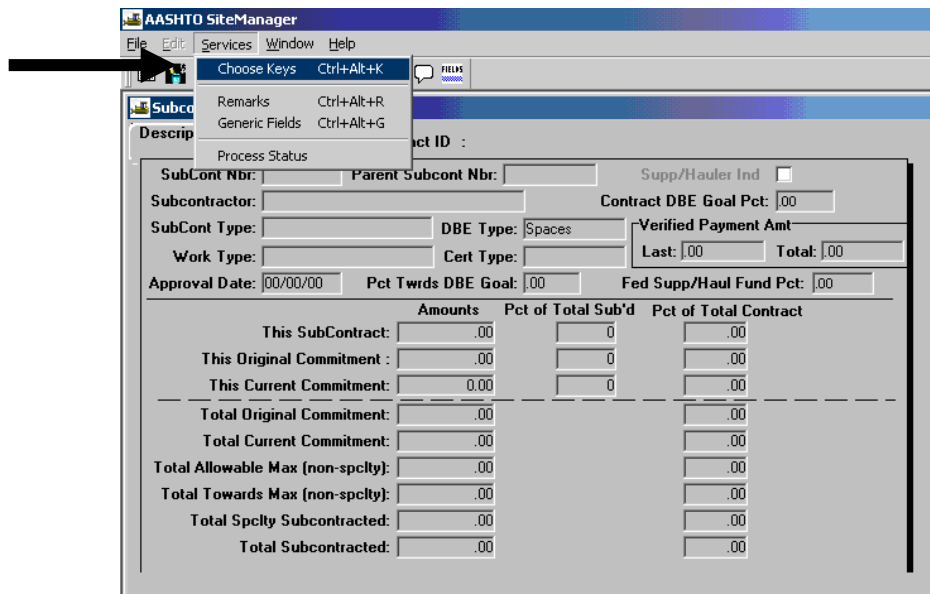 AASHTO SiteManager
File Edit Services Window Help
Choose Keys Ctrl+Alt+K
FIELDS
Remarks Ctrl+Alt+R
Generic Fields Ctrl+Alt+G
Process Status
Subco
Descrip
act ID :
SubCont Nbr: Parent Subcont Nbr: Supp/Hauler Ind
Subcontractor: Contract DBE Goal Pct: .00
SubCont Type: DBE Type: Spaces Verified Payment Amt
Work Type: Cert Type: Last: .00 Total: .00
Approval Date: 00/00/00 Pct Twrds DBE Goal: .00 Fed Supp/Haul Fund Pct: .00
Amounts Pct of Total Sub'd Pct of Total Contract
This SubContract: .00 0 .00
This Original Commitment : .00 0 .00
This Current Commitment: 0.00 0 .00
Total Original Commitment: .00 .00
Total Current Commitment: .00 .00
Total Allowable Max (non-spclty): .00 .00
Total Towards Max (non-spclty): .00 .00
Total Spclty Subcontracted: .00 .00
Total Subcontracted: .00 .00